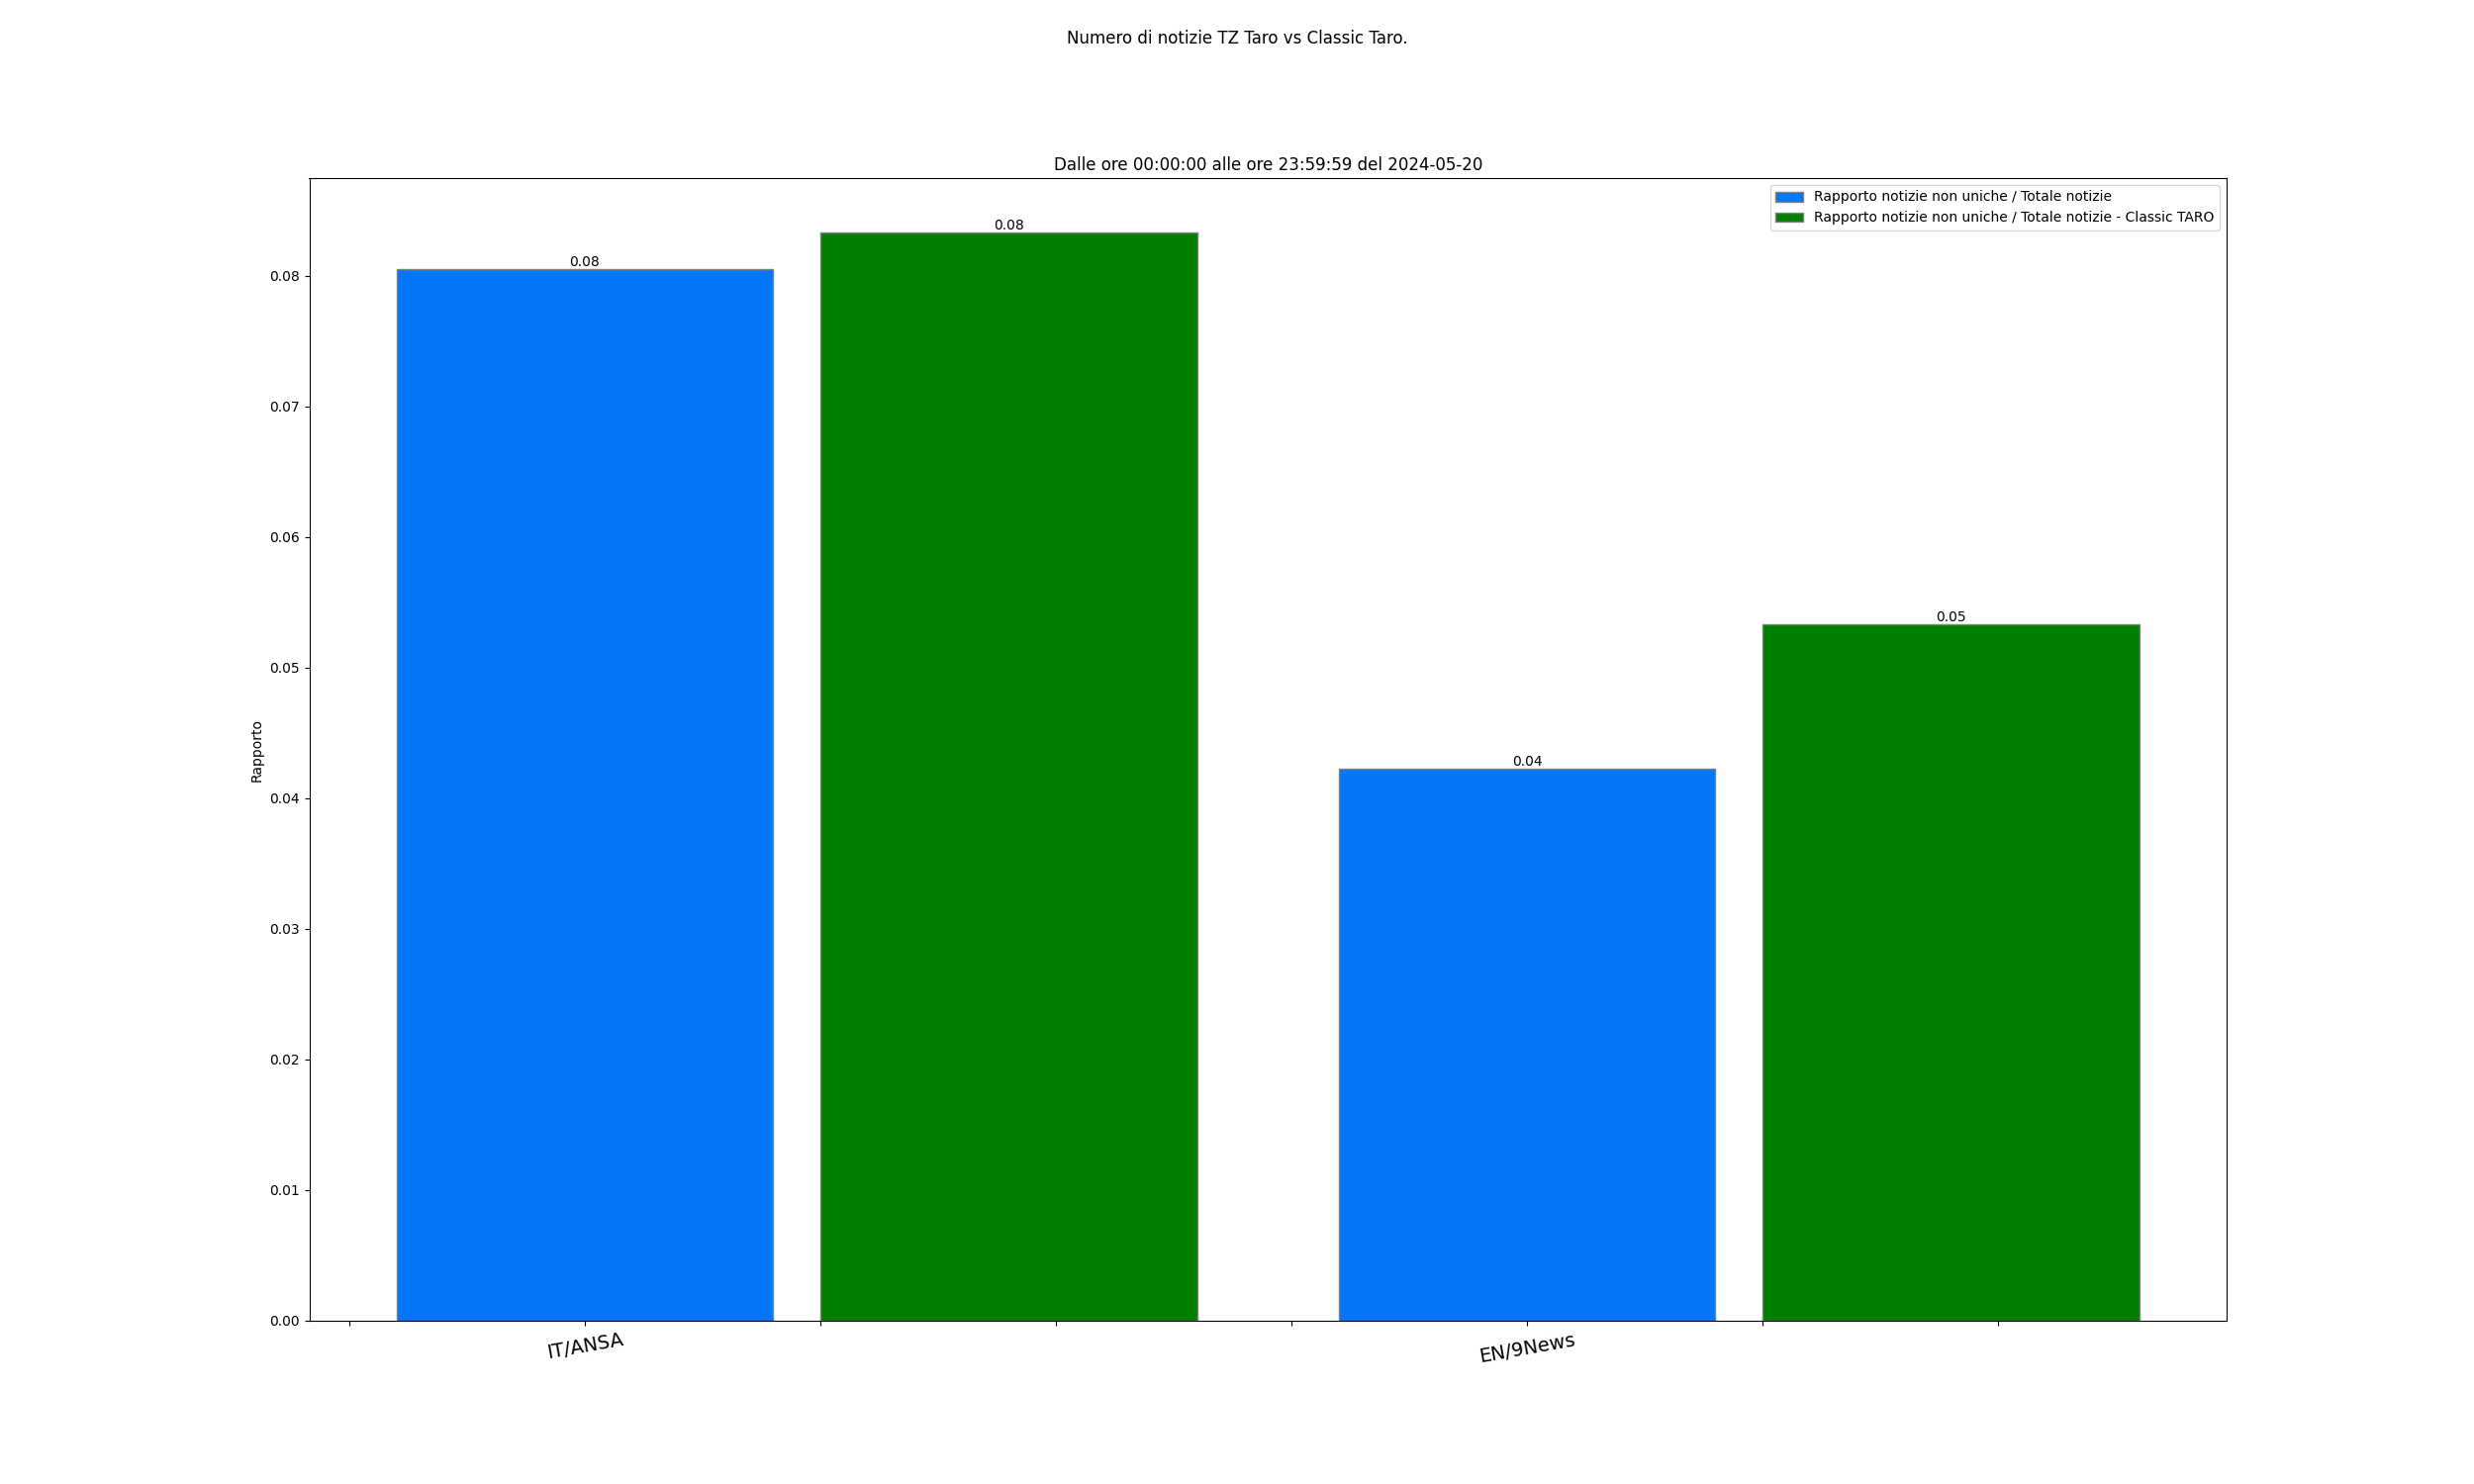 Numero di notizie TZ Taro vs Classic Taro.
Dalle ore 00:00:00 alle ore 23:59:59 del 2024-05-20
Rapporto notizie non uniche / Totale notizie
Rapporto notizie non uniche / Totale notizie - Classic TARO
0.08
0.08
0.05
0.04
0.08
0.07
0.06
0.05
0.04
0.03
0.02
0.01
0.00
Rapporto
IT/ANSA
EN/9News